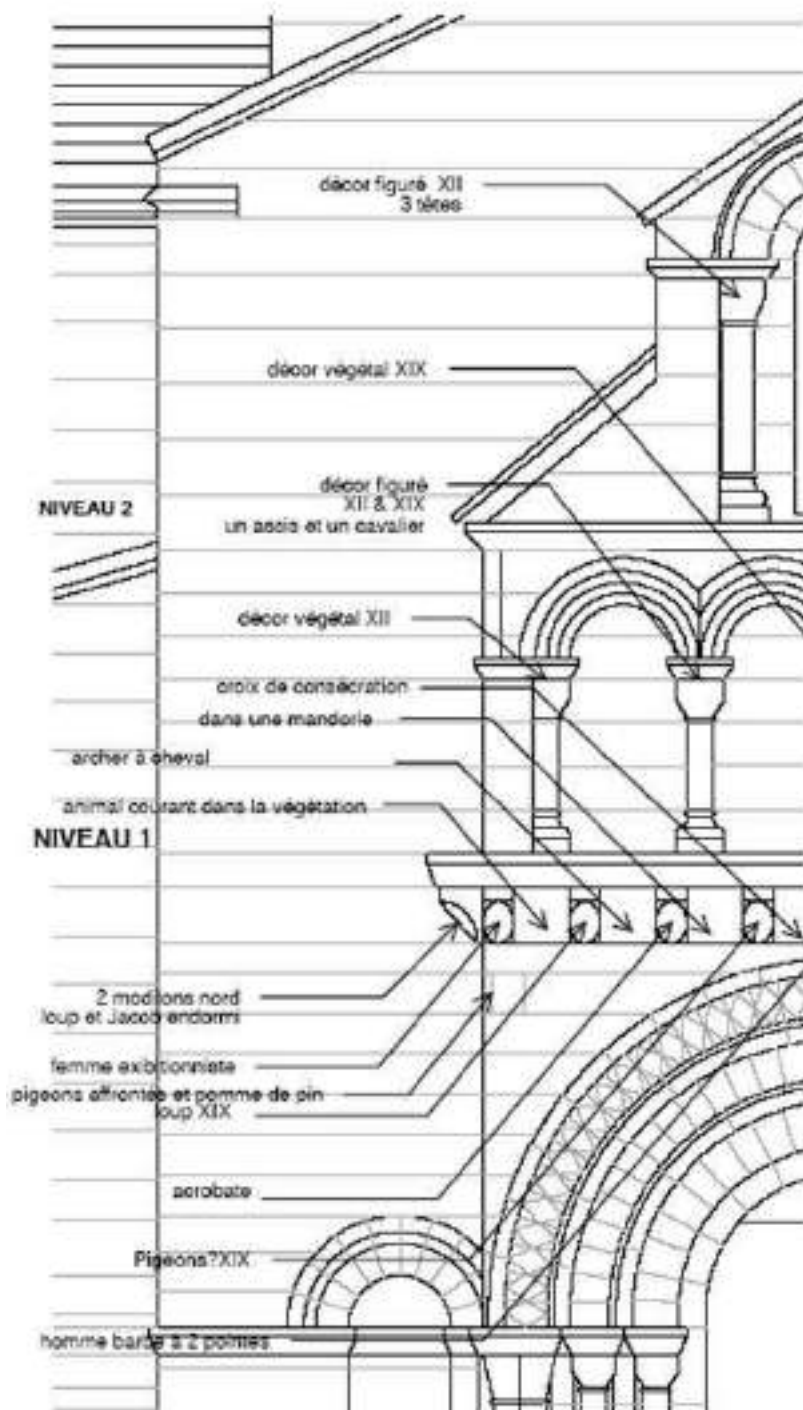 décor figuré XII
3 têtes
décor végétal XIX
décor figuré
XII & XIX
un assis et un cavalier
NIVEAU 2
décor végétal XII
croix de consécration
dans une mandorle
archer à cheval
animal courant dans la végétation
NIVEAU 1
2 modillons nord
loup et Jacob endormi
femme exibitionniste
pigeons affrontés et pomme de pin
loup XIX
acrobate
Pigeons?XIX
homme barbe à 2 pointes